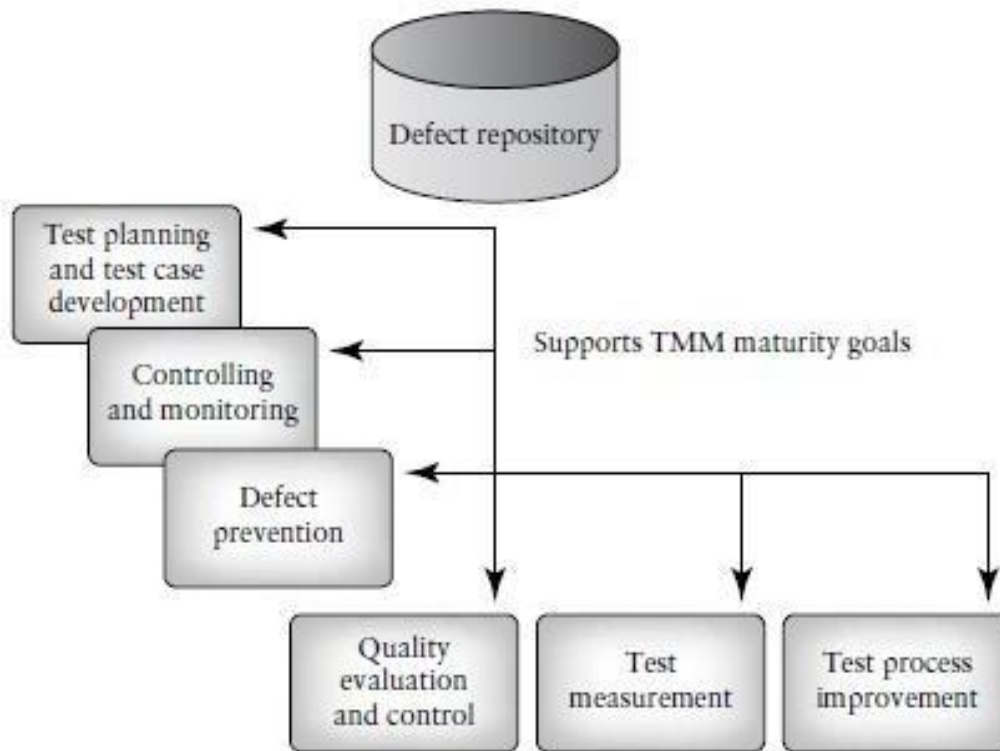 Defect repository
Test planning
and test case
development
Supports TMM maturity goals
Controlling
and monitoring
Defect
prevention
Quality
evaluation
and control
Test
measurement
Test process
improvement